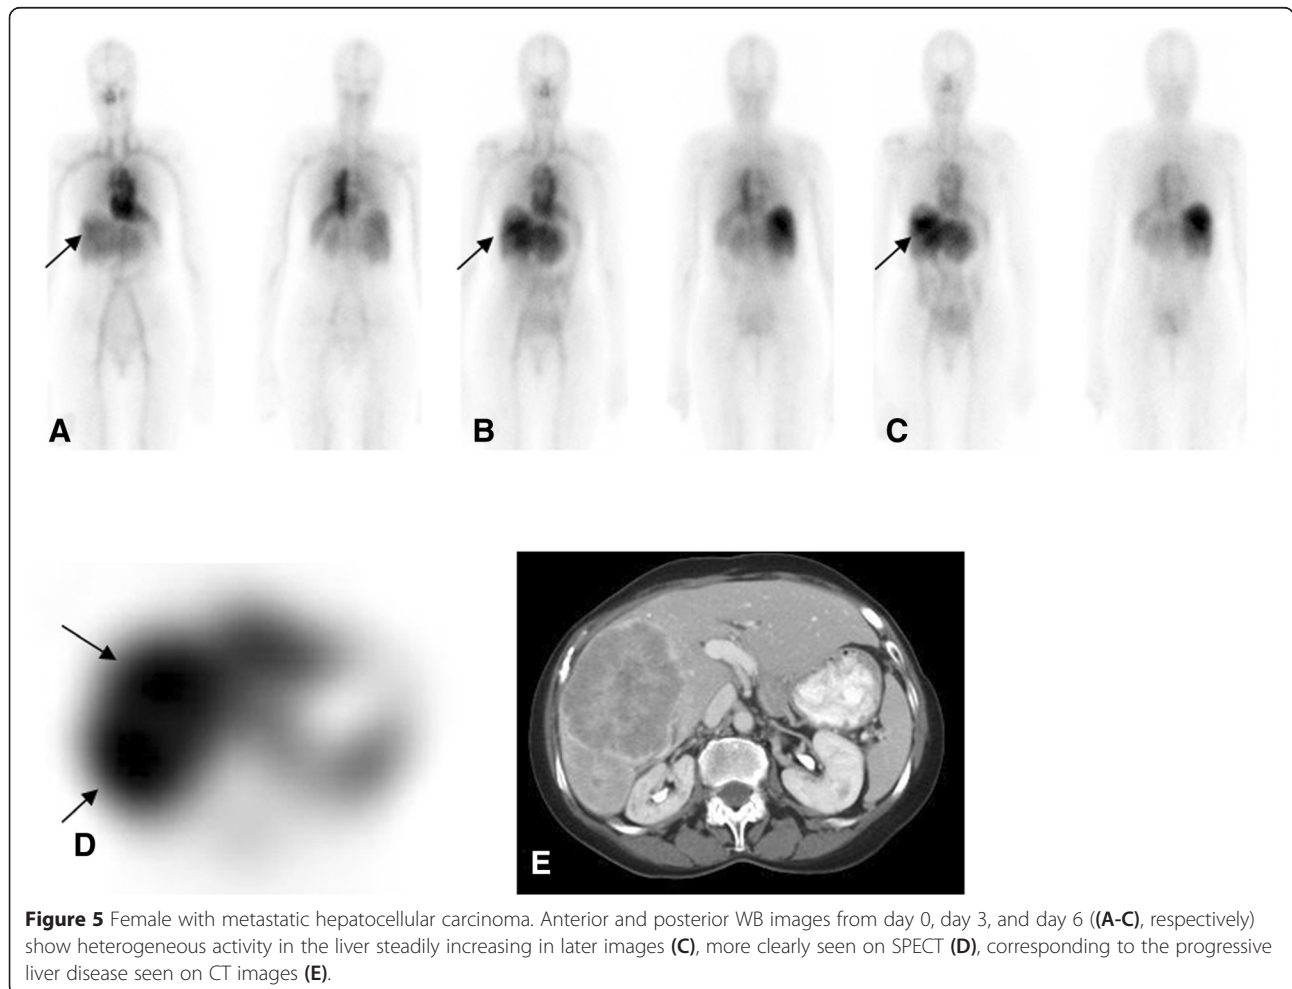 A
B
C
D
E
Figure 5 Female with metastatic hepatocellular carcinoma. Anterior and posterior WB images from day 0, day 3, and day 6 ((A-C), respectively)
show heterogeneous activity in the liver steadily increasing in later images (C), more clearly seen on SPECT (D), corresponding to the progressive
liver disease seen on CT images (E).